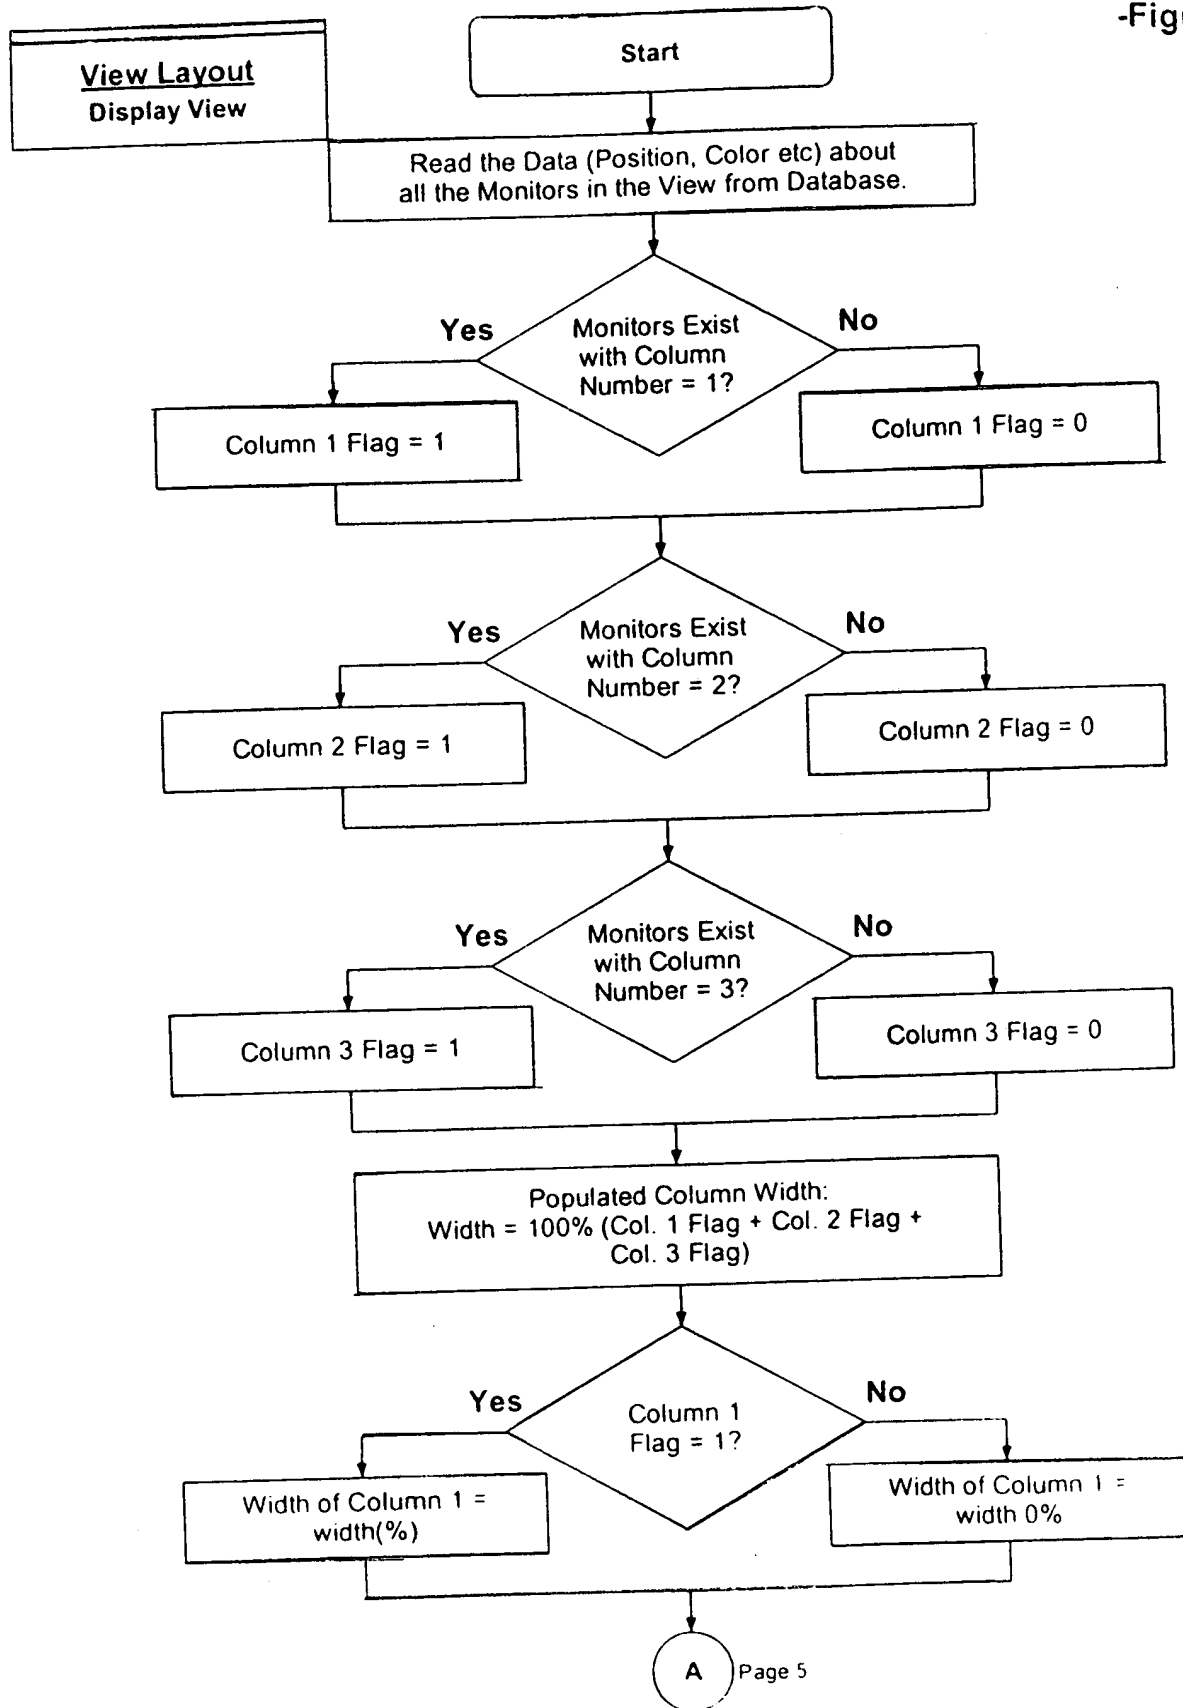 -Fig
View Layout
Display View
Start
Read the Data (Position, Color etc) about
all the Monitors in the View from Database.
Yes
Monitors Exist
with Column
Number = 1?
No
Column 1 Flag = 1
Column 1 Flag = 0
Yes
Monitors Exist
with Column
Number = 2?
No
Column 2 Flag = 1
Column 2 Flag = 0
Yes
Monitors Exist
with Column
Number = 3?
No
Column 3 Flag = 1
Column 3 Flag = 0
Populated Column Width:
Width = 100% (Col. 1 Flag + Col. 2 Flag +
Col. 3 Flag)
Yes
Column 1
Flag = 1?
No
Width of Column 1 =
width(%)
Width of Column 1 =
width 0%
A
Page 5